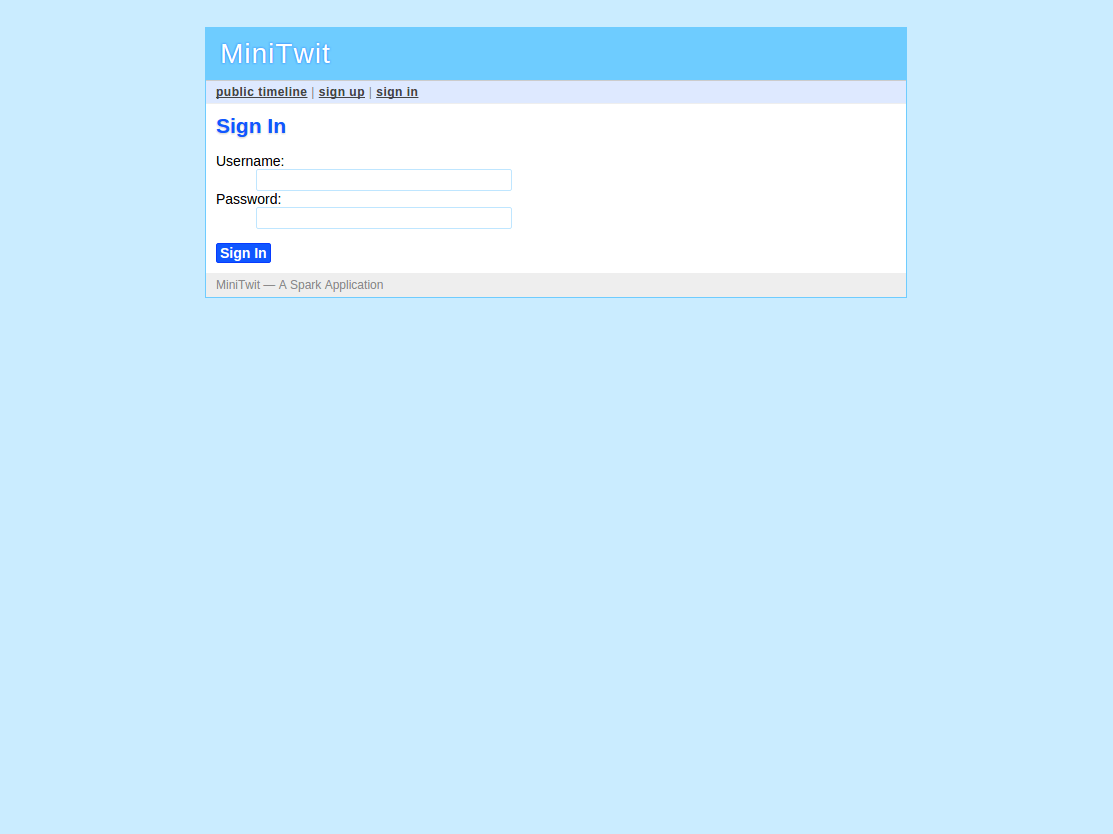 MiniTwit
public timeline | sign up | sign in
Sign In
Username:
Password:
Sign In
MiniTwit — A Spark Application